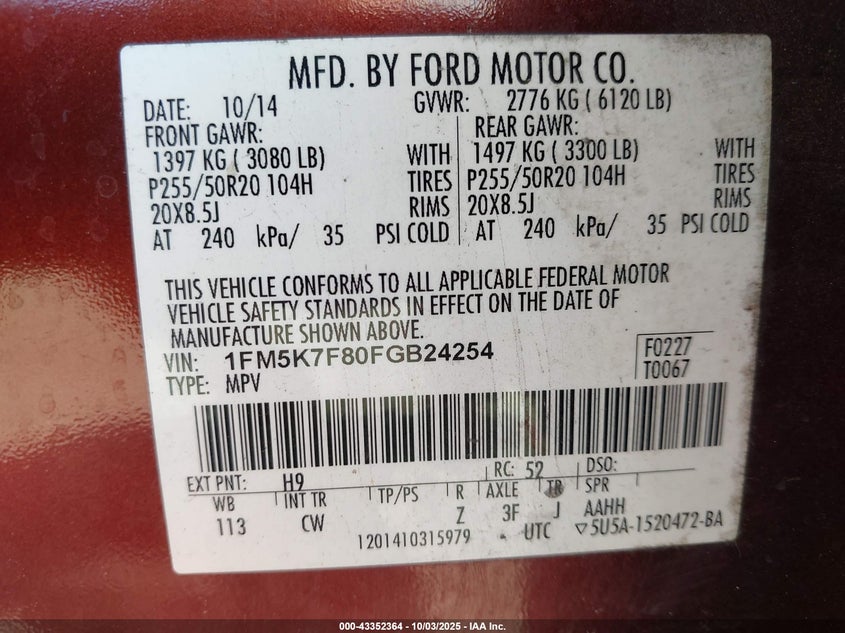 MFD. BY FORD MOTOR CO.
DATE: 10/14 GVWR: 2776 KG ( 6120 LB)
FRONT GAWR: REAR GAWR:
1397 KG ( 3080 LB) WITH 1497 KG ( 3300 LB) WITH
P255/50R20 104H TIRES P255/50R20 104H TIRES
20X8.5J RIMS 20X8.5J RIMS
AT 240 kPa/ 35 PSI COLD AT 240 kPa/ 35 PSI COLD
THIS VEHICLE CONFORMS TO ALL APPLICABLE FEDERAL MOTOR
VEHICLE SAFETY STANDARDS IN EFFECT ON THE DATE OF
MANUFACTURE SHOWN ABOVE.
VIN: 1FM5K7F80FGB24254 F0227
TYPE: MPV T0067
EXT PNT: H9 RC: 52 DSO:
WB INT TR TP/PS R AXLE TR SPR
113 CW Z 3F J AAHH
1201410315979 UTC ▽5U5A-1520472-BA
000-43352364 - 10/03/2025 - IAA Inc.